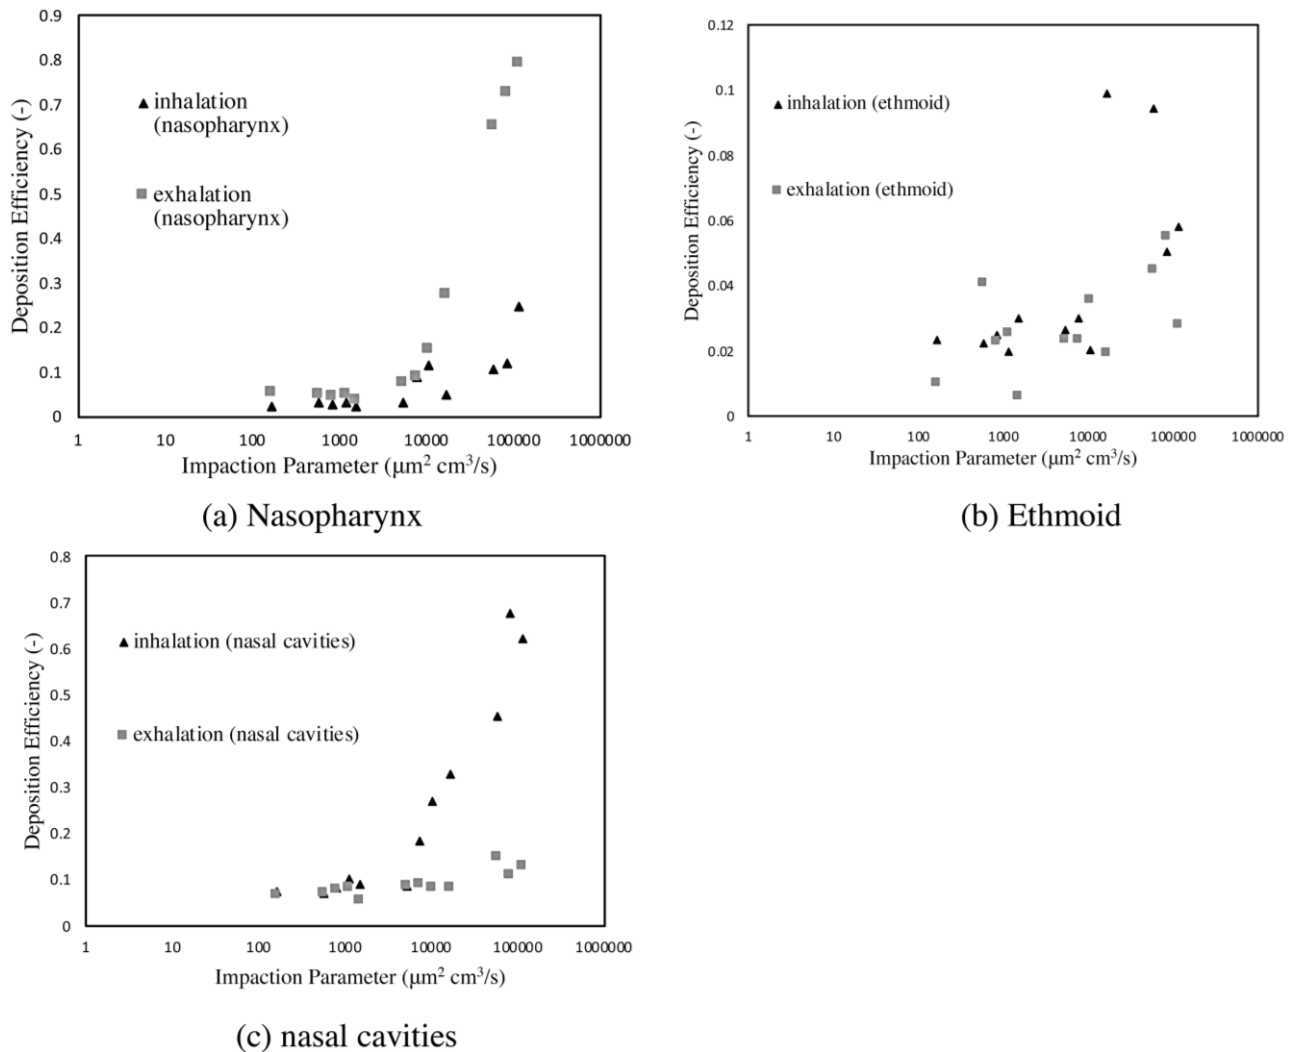 0.9
0.8
0.7
0.6
0.5
0.4
0.3
0.2
0.1
0
Deposition Efficiency (-)
inhalation
(nasopharynx)
exhalation
(nasopharynx)
1 10 100 1000 10000 100000 1000000
Impaction Parameter (μm² cm³/s)
(a) Nasopharynx
0.12
0.1
0.08
0.06
0.04
0.02
0
Deposition Efficiency (-)
inhalation (ethmoid)
exhalation (ethmoid)
1 10 100 1000 10000 100000 1000000
Impaction Parameter (μm² cm³/s)
(b) Ethmoid
0.8
0.7
0.6
0.5
0.4
0.3
0.2
0.1
0
Deposition Efficiency (-)
inhalation (nasal cavities)
exhalation (nasal cavities)
1 10 100 1000 10000 100000 1000000
Impaction Parameter (μm² cm³/s)
(c) nasal cavities